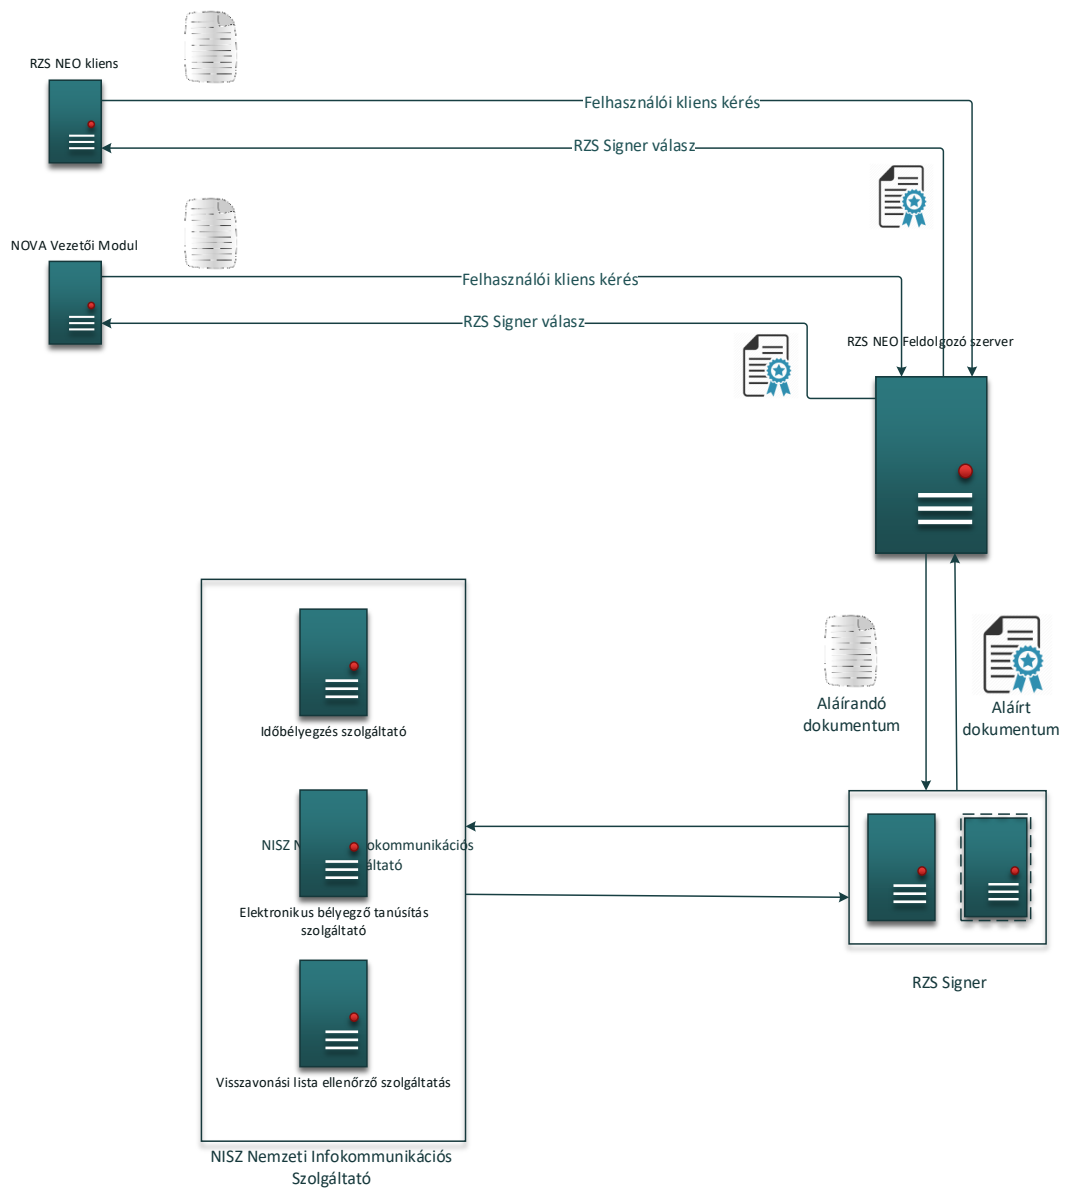 RZS NEO kliens
Felhasználói kliens kérés
RZS Signer válasz
NOVA Vezetői Modul
Felhasználói kliens kérés
RZS Signer válasz
RZS NEO Feldolgozó szerver
Aláírandó
dokumentum
Aláírt
dokumentum
Időbélyegzés szolgáltató
NISZ
Elektronikus bélyegző tanúsítás
szolgáltató
Visszavonási lista ellenőrző szolgáltatás
RZS Signer
NISZ Nemzeti Infokommunikációs
Szolgáltató